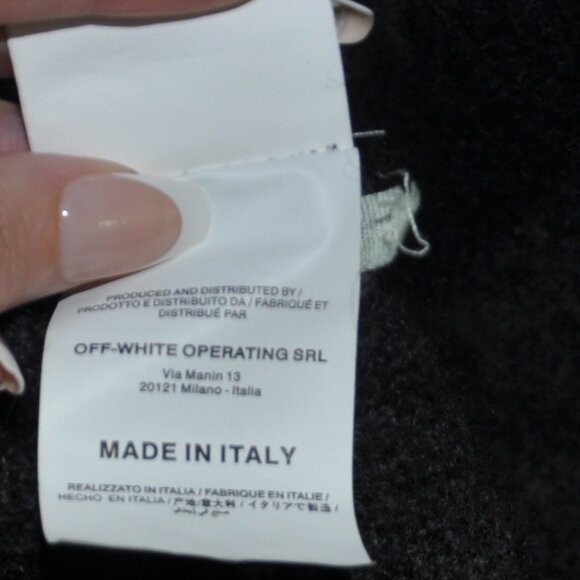 PRODUCED AND DISTRIBUTED BY /
PRODOTTO E DISTRIBUITO DA / FABRIQUÉ ET
DISTRIBUÉ PAR
OFF-WHITE OPERATING SRL
Via Manin 13
20121 Milano - Italia
MADE IN ITALY
REALIZZATO IN ITALIA / FABRIQUE EN ITALIE /
HECHO EN ITALIA / 产地/意大利 / イタリアで製造 /